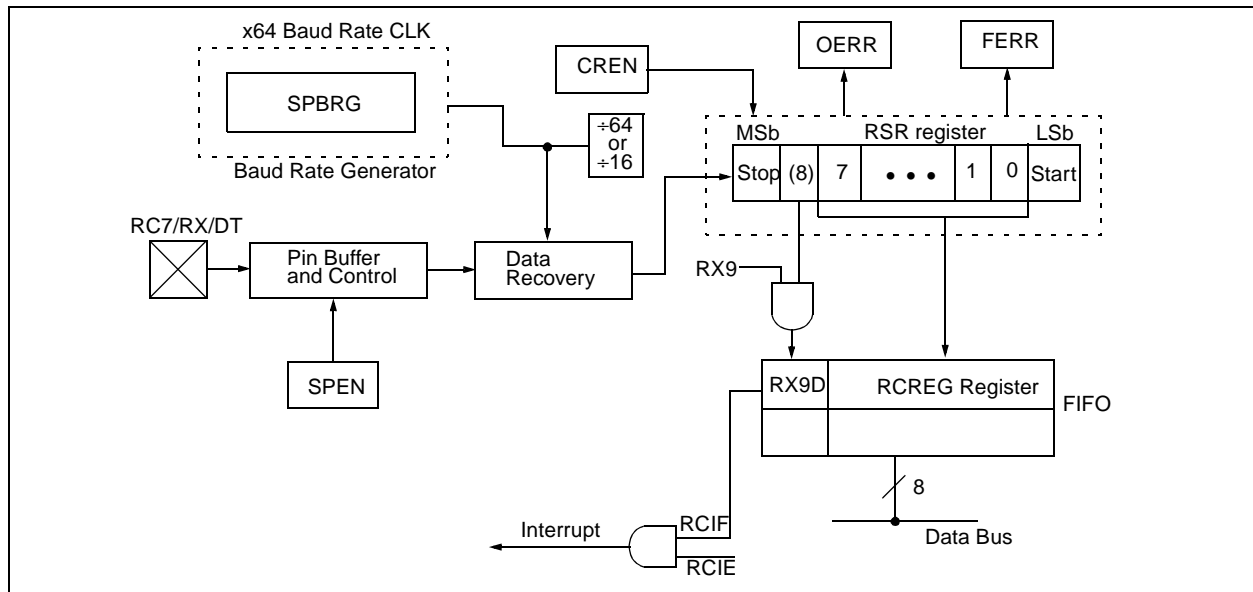 x64 Baud Rate CLK
SPBRG
Baud Rate Generator
CREN
OERR
FERR
÷64
or
÷16
MSb
RSR register
LSb
Stop
(8)
7
• • •
1
0
Start
RC7/RX/DT
Pin Buffer
and Control
Data
Recovery
SPEN
RX9
RX9D
RCREG Register
FIFO
8
Data Bus
Interrupt
RCIF
RCIE